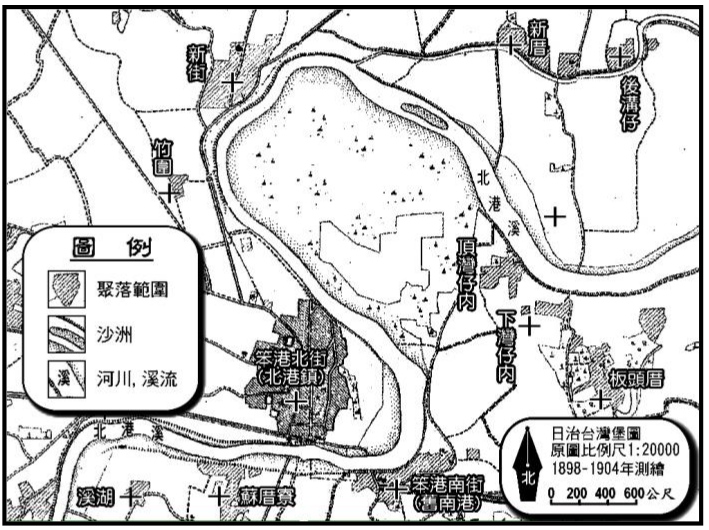 新街
新厝
後溝仔
竹圍
北港溪
頂灣仔內
下灣仔內
板頭厝
笨港北街
(北港鎮)
北港溪
溪湖
蘇厝寮
笨港南街
(舊南港)
圖例
聚落範圍
沙洲
溪
河川,溪流
日治台灣堡圖
原圖比例尺1:20000
1898-1904年測繪
北
0 200 400 600公尺